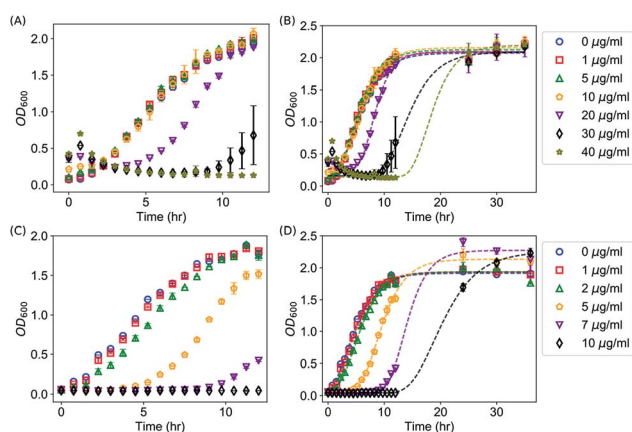 (A)
OD600
2.0
1.5
1.0
0.5
0.0
0
5
10
Time (hr)
(B)
OD600
2.5
2.0
1.5
1.0
0.5
0.0
0
10
20
30
Time (hr)
0 μg/ml
1 μg/ml
5 μg/ml
10 μg/ml
20 μg/ml
30 μg/ml
40 μg/ml
(C)
OD600
2.0
1.5
1.0
0.5
0.0
0
5
10
Time (hr)
(D)
OD600
2.5
2.0
1.5
1.0
0.5
0.0
0
10
20
30
Time (hr)
0 μg/ml
1 μg/ml
2 μg/ml
5 μg/ml
7 μg/ml
10 μg/ml